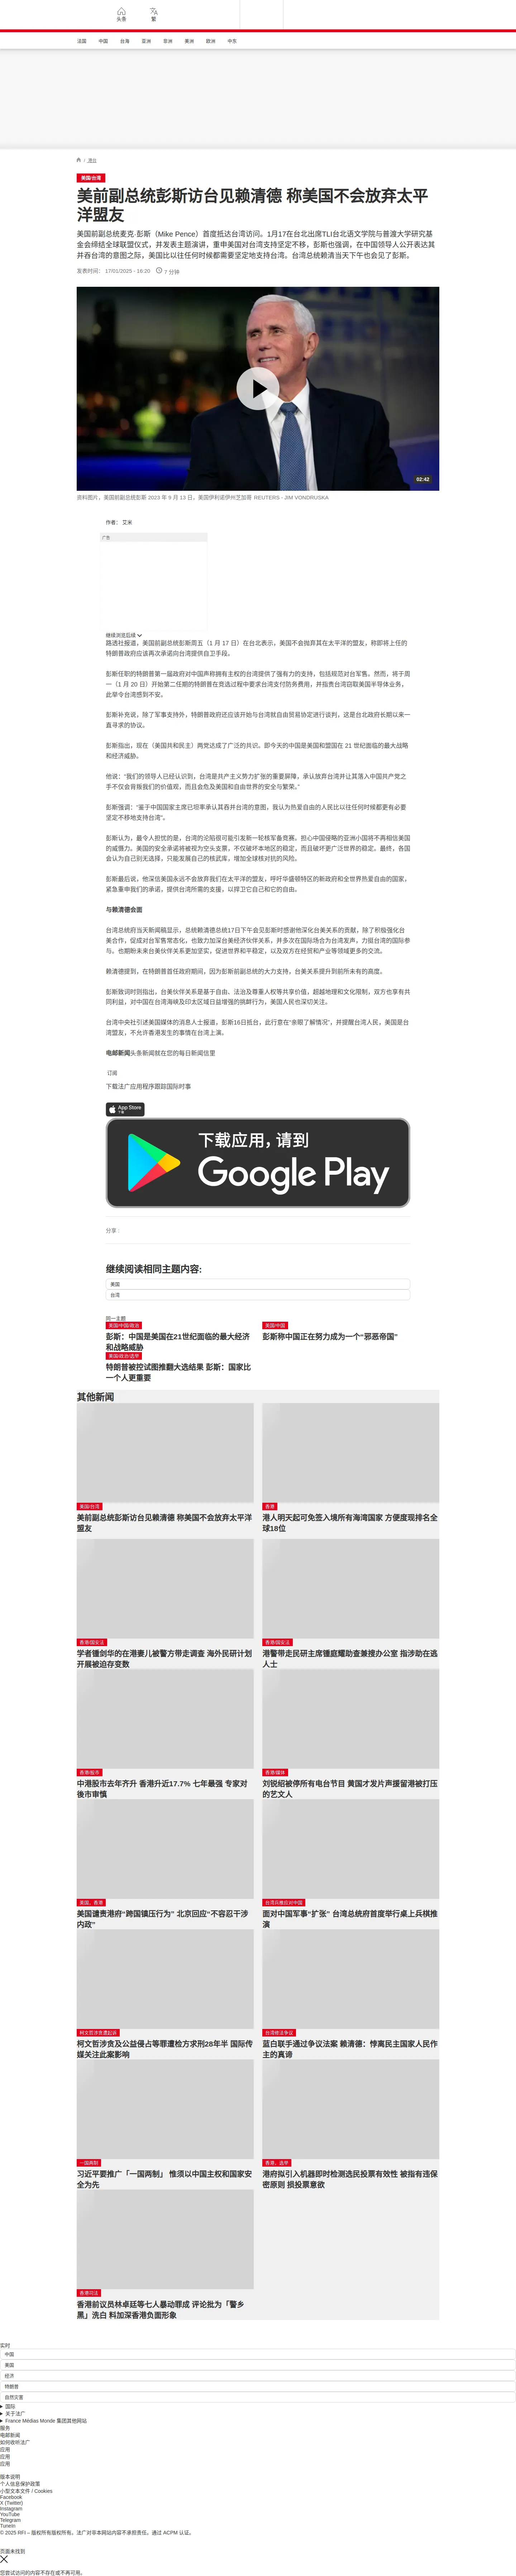 头条
繁
法国
中国
台海
亚洲
非洲
美洲
欧洲
中东
/ 港台
美国/台湾
美前副总统彭斯访台见赖清德 称美国不会放弃太平
洋盟友
美国前副总统麦克·彭斯（Mike Pence）首度抵达台湾访问。1月17在台北出席TLI台北语文学院与普渡大学研究基
金会缔结全球联盟仪式，并发表主题演讲，重申美国对台湾支持坚定不移，彭斯也强调，在中国领导人公开表达其
并吞台湾的意图之际，美国比以往任何时候都需要坚定地支持台湾。台湾总统赖清当天下午也会见了彭斯。
发表时间： 17/01/2025 - 16:20
7 分钟
02:42
资料图片，美国前副总统彭斯 2023 年 9 月 13 日，美国伊利诺伊州芝加哥 REUTERS - JIM VONDRUSKA
作者： 艾米
广告
继续浏览后续
路透社报道，美国前副总统彭斯周五（1 月 17 日）在台北表示，美国不会抛弃其在太平洋的盟友，称即将上任的
特朗普政府应该再次承诺向台湾提供自卫手段。
彭斯任职的特朗普第一届政府对中国声称拥有主权的台湾提供了强有力的支持，包括规范对台军售。然而，将于周
一（1 月 20 日）开始第二任期的特朗普在竞选过程中要求台湾支付防务费用，并指责台湾窃取美国半导体业务，
此举令台湾感到不安。
彭斯补充说，除了军事支持外，特朗普政府还应该开始与台湾就自由贸易协定进行谈判，这是台北政府长期以来一
直寻求的协议。
彭斯指出，现在（美国共和民主）两党达成了广泛的共识。即今天的中国是美国和盟国在 21 世纪面临的最大战略
和经济威胁。
他说：“我们的领导人已经认识到，台湾是共产主义势力扩张的重要屏障，承认放弃台湾并让其落入中国共产党之
手不仅会背叛我们的价值观，而且会危及美国和自由世界的安全与繁荣。”
彭斯强调：“鉴于中国国家主席已坦率承认其吞并台湾的意图，我认为热爱自由的人民比以往任何时候都更有必要
坚定不移地支持台湾”。
彭斯认为，最令人担忧的是，台湾的沦陷很可能引发新一轮核军备竞赛。担心中国侵略的亚洲小国将不再相信美国
的威慑力。美国的安全承诺将被视为空头支票，不仅破坏本地区的稳定，而且破坏更广泛世界的稳定。最终，各国
会认为自己别无选择，只能发展自己的核武库，增加全球核对抗的风险。
彭斯最后说，他深信美国永远不会放弃我们在太平洋的盟友，呼吁华盛顿特区的新政府和全世界热爱自由的国家，
紧急重申我们的承诺，提供台湾所需的支援，以捍卫它自己和它的自由。
与赖清德会面
台湾总统府当天新闻稿显示，总统赖清德总统17日下午会见彭斯时感谢他深化台美关系的贡献，除了积极强化台
美合作，促成对台军售常态化，也致力加深台美经济伙伴关系，并多次在国际场合为台湾发声，力挺台湾的国际参
与。也期盼未来台美伙伴关系更加坚实，促进世界和平稳定，以及双方在经贸和产业等领域更多的交流。
赖清德提到，在特朗普首任政府期间，因为彭斯前副总统的大力支持，台美关系提升到前所未有的高度。
彭斯致词时则指出，台美伙伴关系是基于自由、法治及尊重人权等共享价值，超越地理和文化限制，双方也享有共
同利益，对中国在台湾海峡及印太区域日益增强的挑衅行为，美国人民也深切关注。
台湾中央社引述美国媒体的消息人士报道，彭斯16日抵台，此行意在“亲眼了解情况”，并提醒台湾人民，美国是台
湾盟友，不允许香港发生的事情在台湾上演。
电邮新闻头条新闻就在您的每日新闻信里
订阅
下载法广应用程序跟踪国际时事
App Store
下载
下载应用，请到
Google Play
分享 :
继续阅读相同主题内容:
美国
台湾
同一主题
美国/中国/政治
彭斯：中国是美国在21世纪面临的最大经济
和战略威胁
美国/中国
彭斯称中国正在努力成为一个“邪恶帝国”
美国/政治/选举
特朗普被控试图推翻大选结果 彭斯：国家比
一个人更重要
其他新闻
美国/台湾
美前副总统彭斯访台见赖清德 称美国不会放弃太平洋
盟友
香港
港人明天起可免签入境所有海湾国家 方便度现排名全
球18位
香港/国安法
学者锺剑华的在港妻儿被警方带走调查 海外民研计划
开展被迫存变数
香港/国安法
港警带走民研主席锺庭耀助查兼搜办公室 指涉助在逃
人士
香港/股市
中港股市去年齐升 香港升近17.7% 七年最强 专家对
後市审慎
香港/媒体
刘锐绍被停所有电台节目 黄国才发片声援留港被打压
的艺文人
美国、香港
美国谴责港府“跨国镇压行为” 北京回应“不容忍干涉
内政”
台湾兵推应对中国
面对中国军事“扩张” 台湾总统府首度举行桌上兵棋推
演
柯文哲涉贪遭起诉
柯文哲涉贪及公益侵占等罪遭检方求刑28年半 国际传
媒关注此案影响
台湾修法争议
蓝白联手通过争议法案 赖清德：悖离民主国家人民作
主的真谛
一国两制
习近平要推广「一国两制」 惟须以中国主权和国家安
全为先
香港、选举
港府拟引入机器即时检测选民投票有效性 被指有违保
密原则 损投票意欲
香港司法
香港前议员林卓廷等七人暴动罪成 评论批为「警乡
黑」洗白 料加深香港负面形象
实时
中国
美国
经济
特朗普
自然灾害
国际
关于法广
France Médias Monde 集团其他网站
服务
电邮新闻
如何收听法广
应用
应用
应用
版本说明
个人信息保护政策
小型文本文件 / Cookies
Facebook
X (Twitter)
Instagram
YouTube
Telegram
TuneIn
© 2025 RFI – 版权所有版权所有。法广对非本网站内容不承担责任。通过 ACPM 认证。
页面未找到
您尝试访问的内容不存在或不再可用。